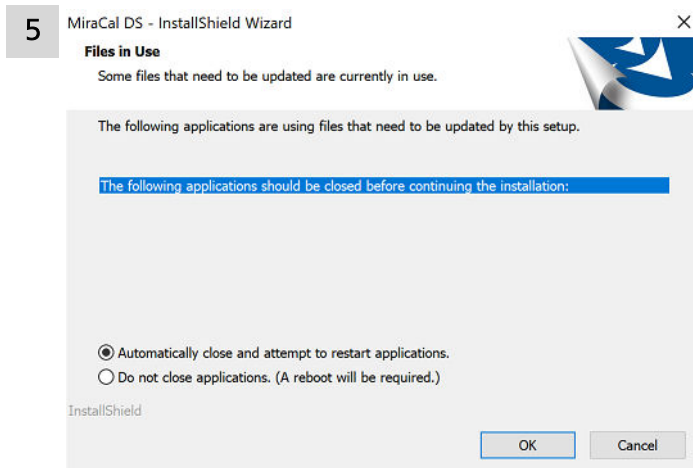 5
MiraCal DS - InstallShield Wizard
Files in Use
Some files that need to be updated are currently in use.
The following applications are using files that need to be updated by this setup.
The following applications should be closed before continuing the installation:
Automatically close and attempt to restart applications.
Do not close applications. (A reboot will be required.)
InstallShield
OK
Cancel